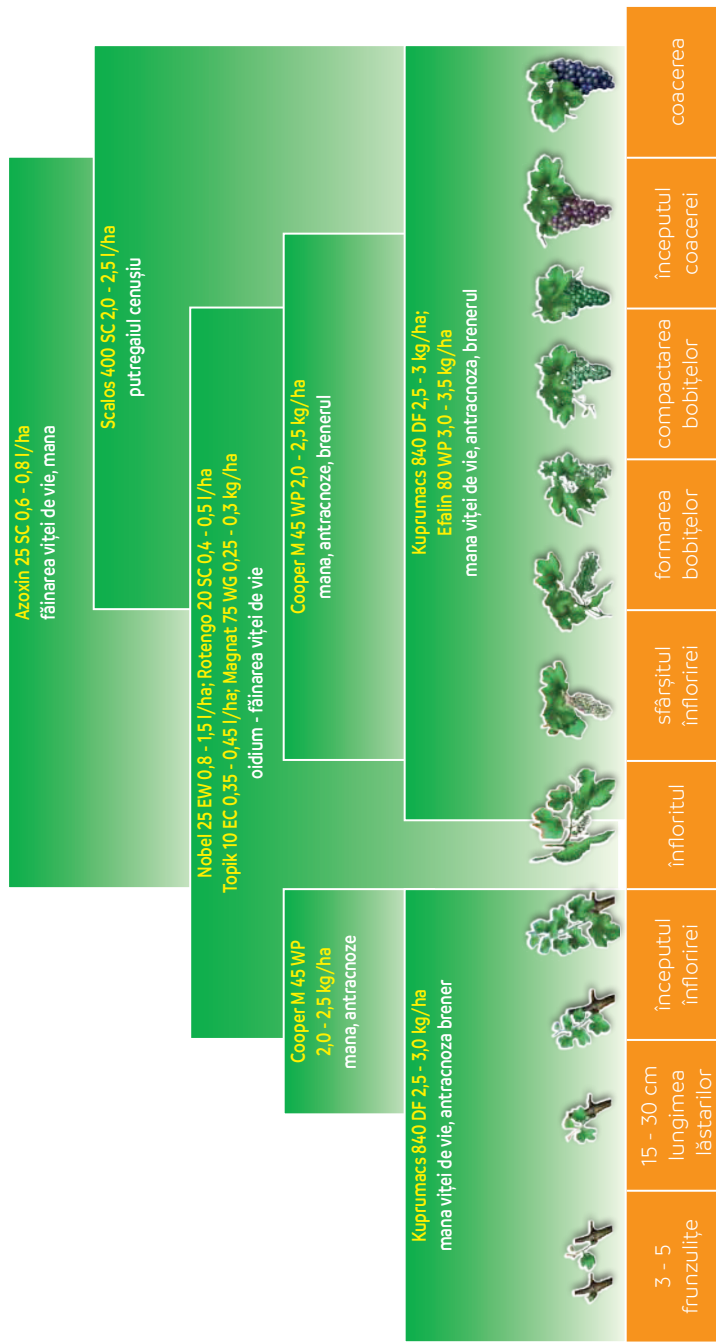 Azoxin 25 SC 0,6 - 0,8 l/ha
făinarea viței de vie, mana
Scalos 400 SC 2,0 - 2,5 l/ha
putregaiul cenușiu
Nobel 25 EW 0,8 - 1,5 l/ha; Rotengo 20 SC 0,4 - 0,5 l/ha
Topik 10 EC 0,35 - 0,45 l/ha; Magnat 75 WG 0,25 - 0,3 kg/ha
oidium - făinarea viței de vie
Cooper M 45 WP
2,0 - 2,5 kg/ha
mana, antracnoze
Cooper M 45 WP 2,0 - 2,5 kg/ha
mana, antracnoze, brenerul
Kuprumacs 840 DF 2,5 - 3,0 kg/ha
mana viței de vie, antracnoza brener
Kuprumacs 840 DF 2,5 - 3 kg/ha;
Efalin 80 WP 3,0 - 3,5 kg/ha
mana viței de vie, antracnoza, brenerul
3 - 5
frunzulițe
15 - 30 cm
lungimea
lăstarilor
începutul
înflorirei
înfloritul
sfârșitul
înflorirei
formarea
bobițelor
compactarea
bobițelor
începutul
coacerei
coacerea